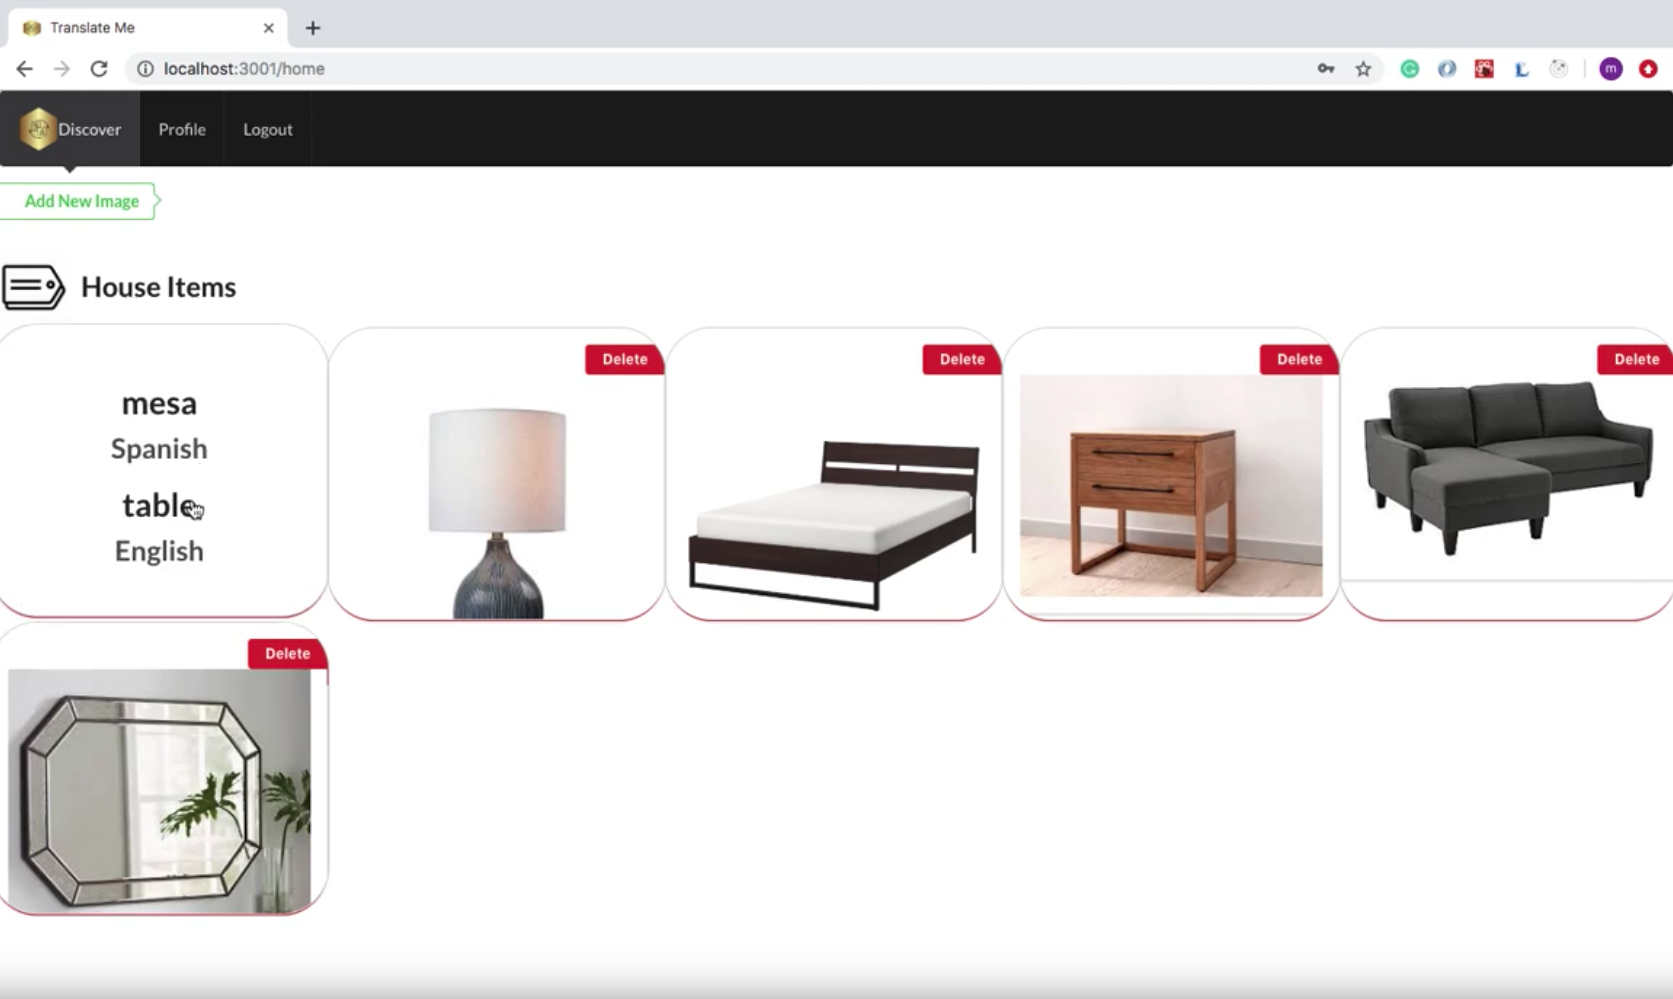 Translate Me
localhost:3001/home
m
Discover
Profile
Logout
Add New Image
House Items
mesa
Spanish
table
English
Delete
Delete
Delete
Delete
Delete